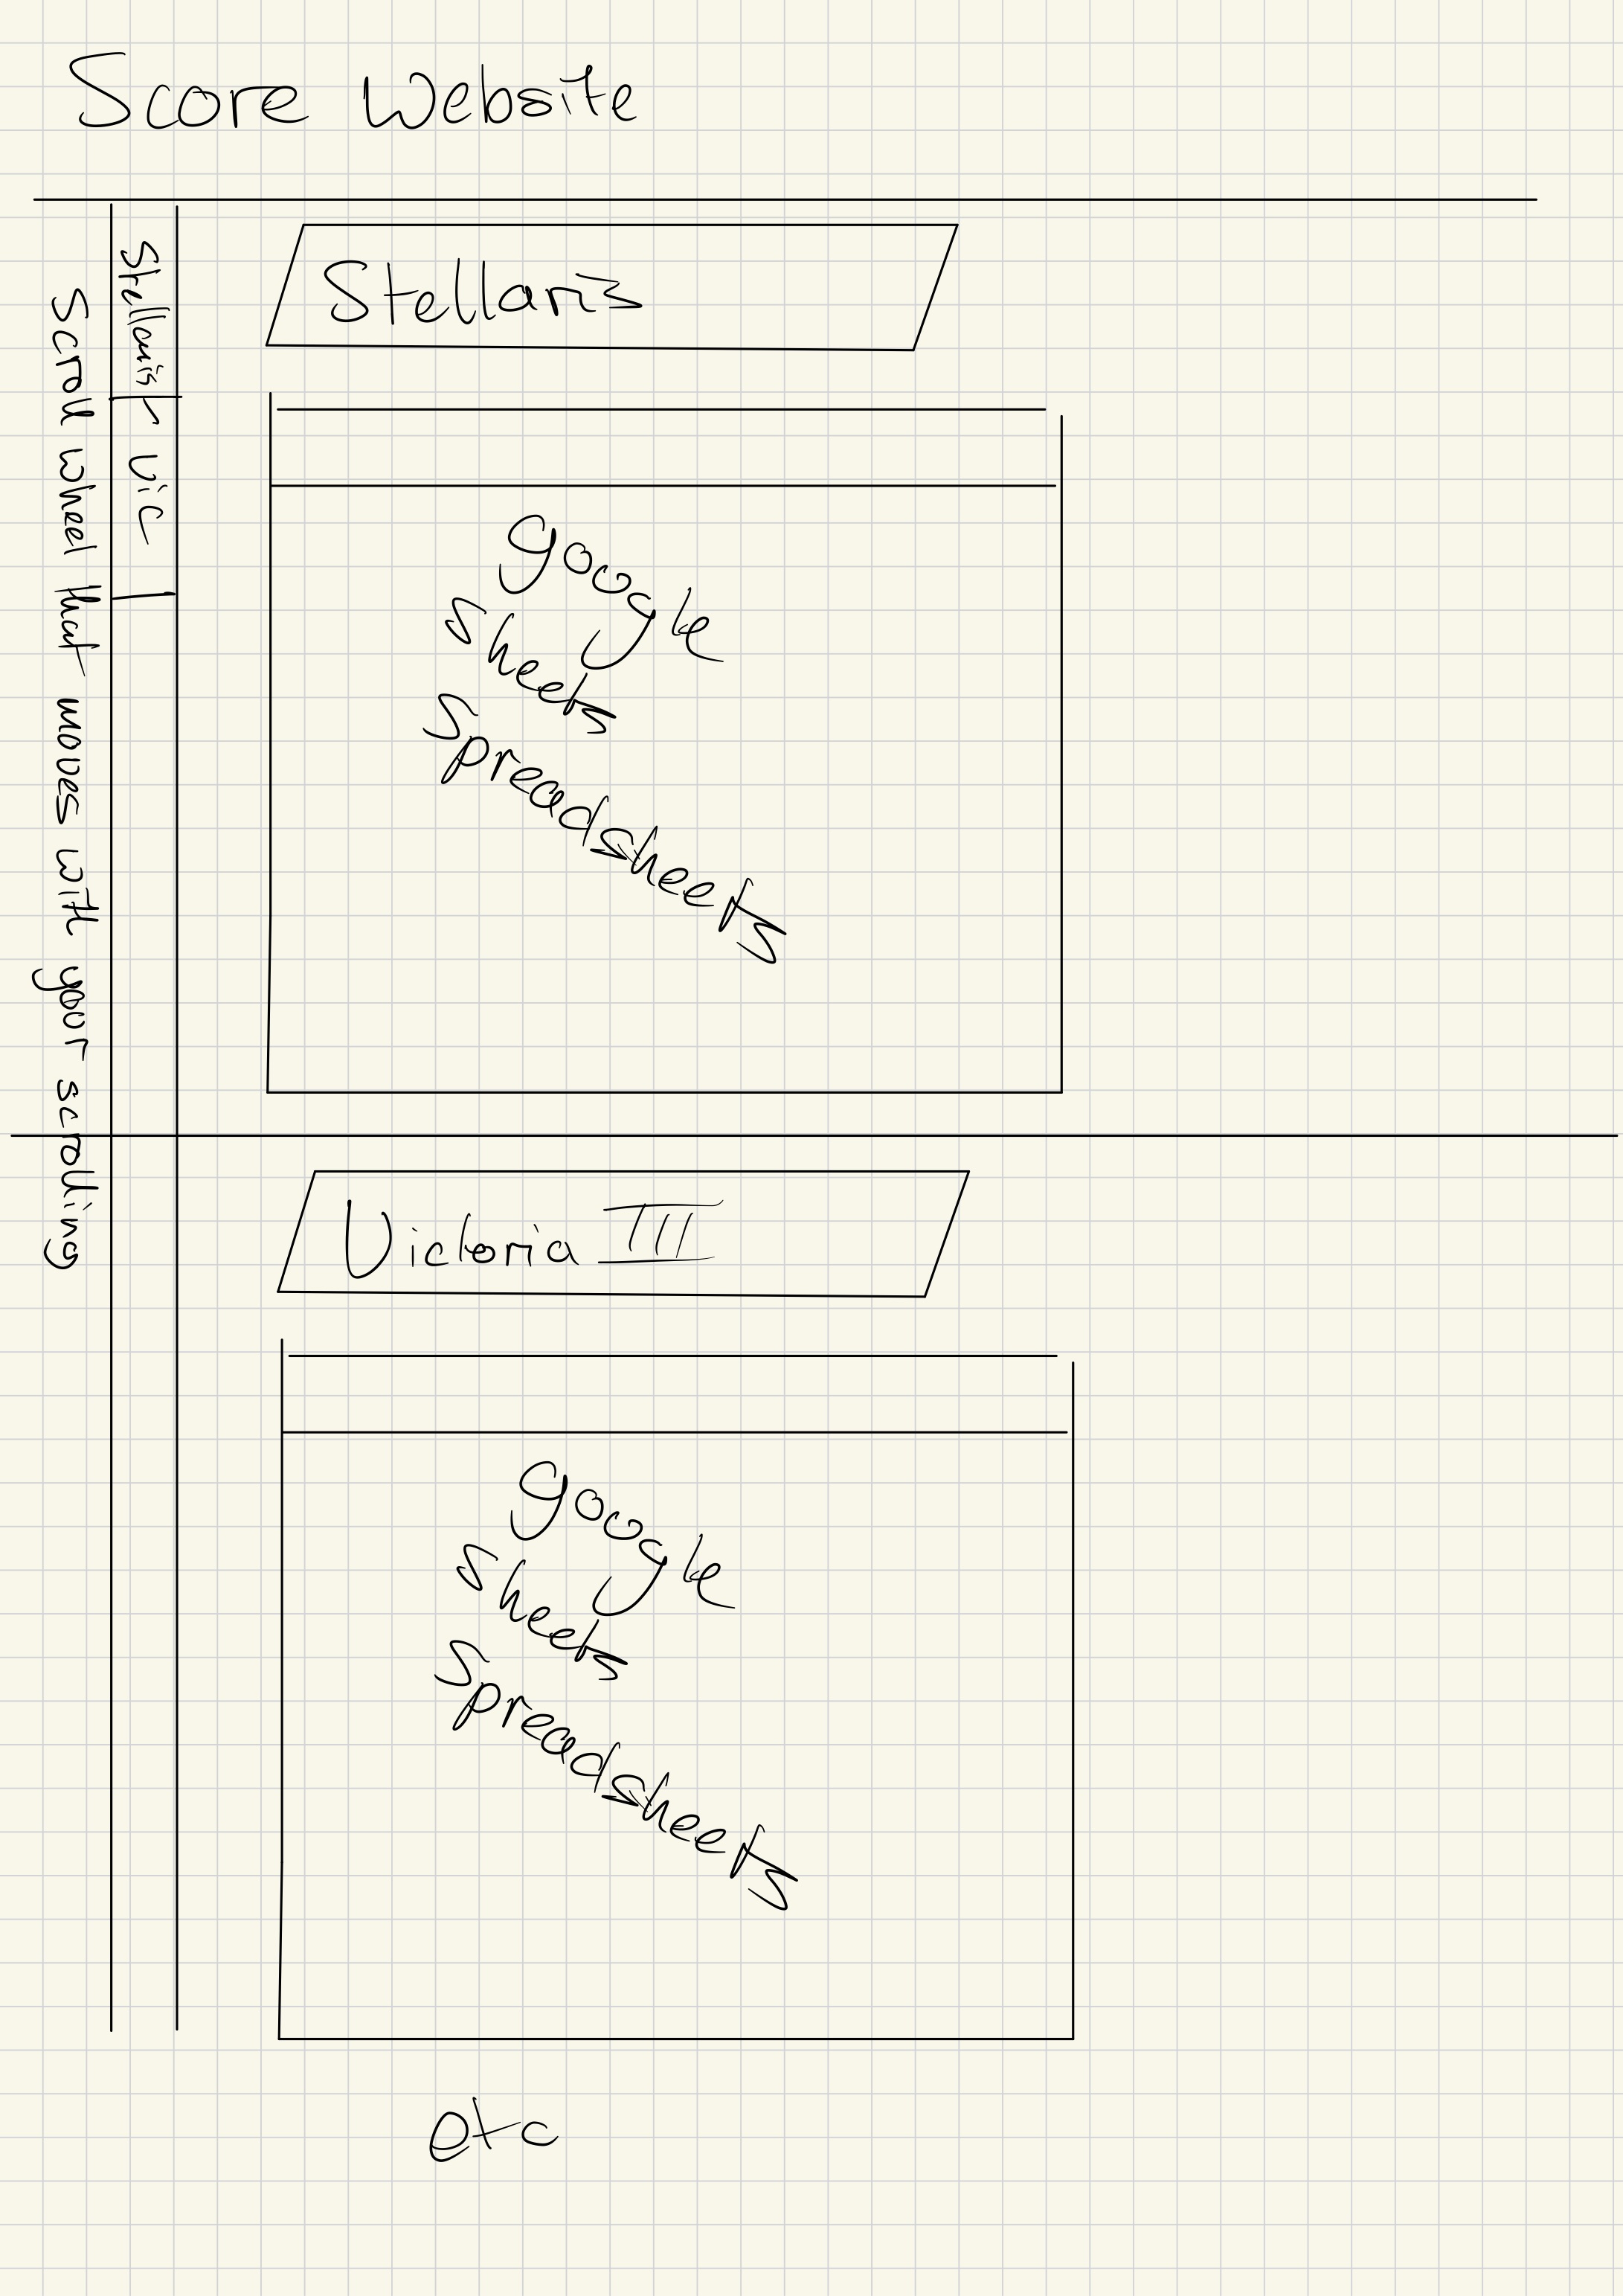 Score Website
Stellaris
Vic
Scroll wheel that moves with your scrolling
Stellaris
google
sheets
Spreadsheets
Victoria III
google
sheets
Spreadsheets
etc